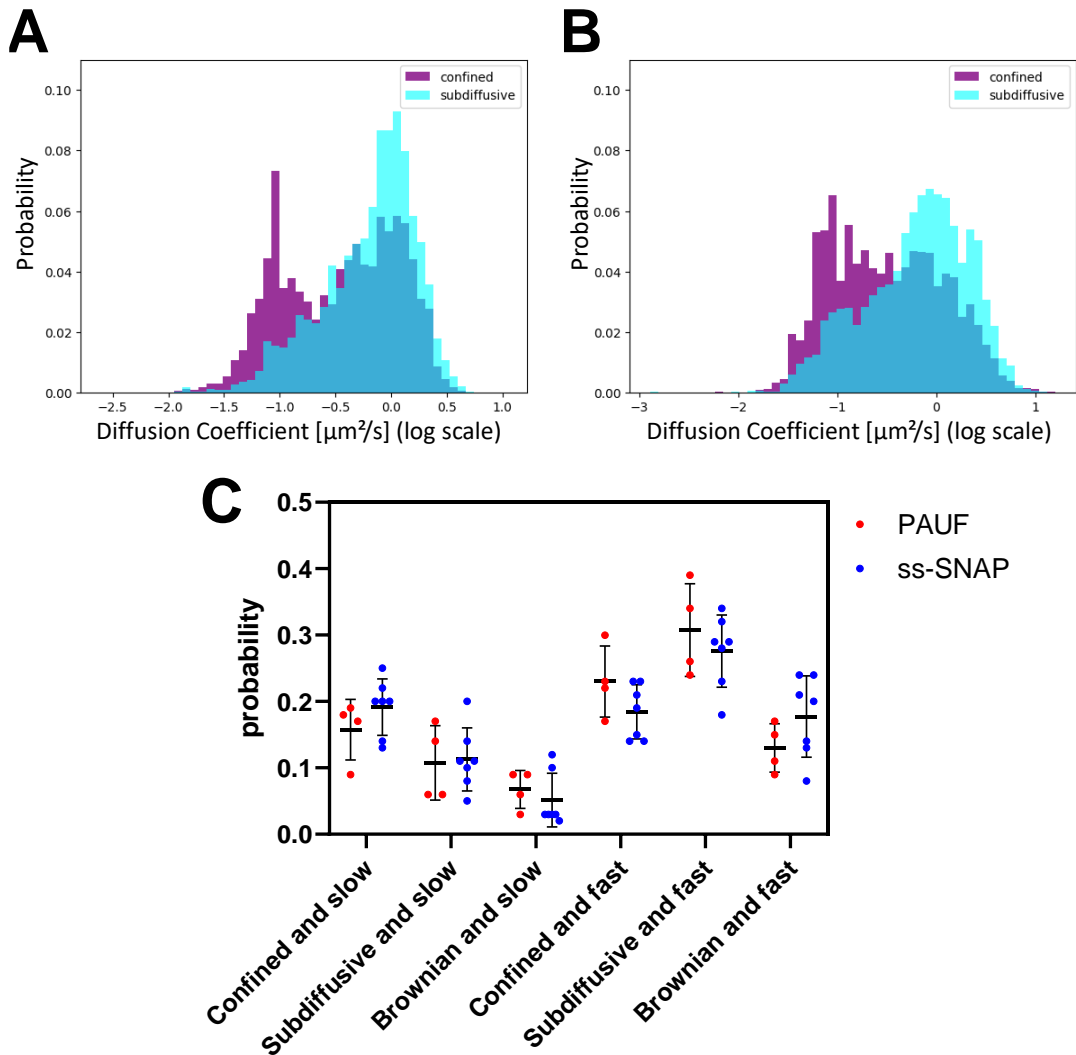 A
B
confined
subdiffusive
0.10
0.08
0.06
0.04
0.02
0.00
Probability
−2.5 −2.0 −1.5 −1.0 −0.5 0.0 0.5 1.0
Diffusion Coefficient [µm²/s] (log scale)
confined
subdiffusive
0.10
0.08
0.06
0.04
0.02
0.00
Probability
−3 −2 −1 0 1
Diffusion Coefficient [µm²/s] (log scale)
C
0.5
0.4
0.3
0.2
0.1
0.0
probability
PAUF
ss-SNAP
Confined and slow
Subdiffusive and slow
Brownian and slow
Confined and fast
Subdiffusive and fast
Brownian and fast